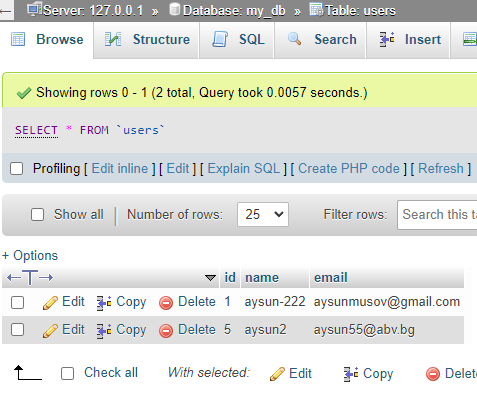 Server: 127.0.0.1 » Database: my_db » Table: users
Browse Structure SQL Search Insert
Showing rows 0 - 1 (2 total, Query took 0.0057 seconds.)
SELECT * FROM `users`
Profiling [ Edit inline ] [ Edit ] [ Explain SQL ] [ Create PHP code ] [ Refresh ]
Show all Number of rows: 25 Filter rows: Search this ta
+ Options
id name email
Edit Copy Delete 1 aysun-222 aysunmusov@gmail.com
Edit Copy Delete 5 aysun2 aysun55@abv.bg
Check all With selected: Edit Copy Delet